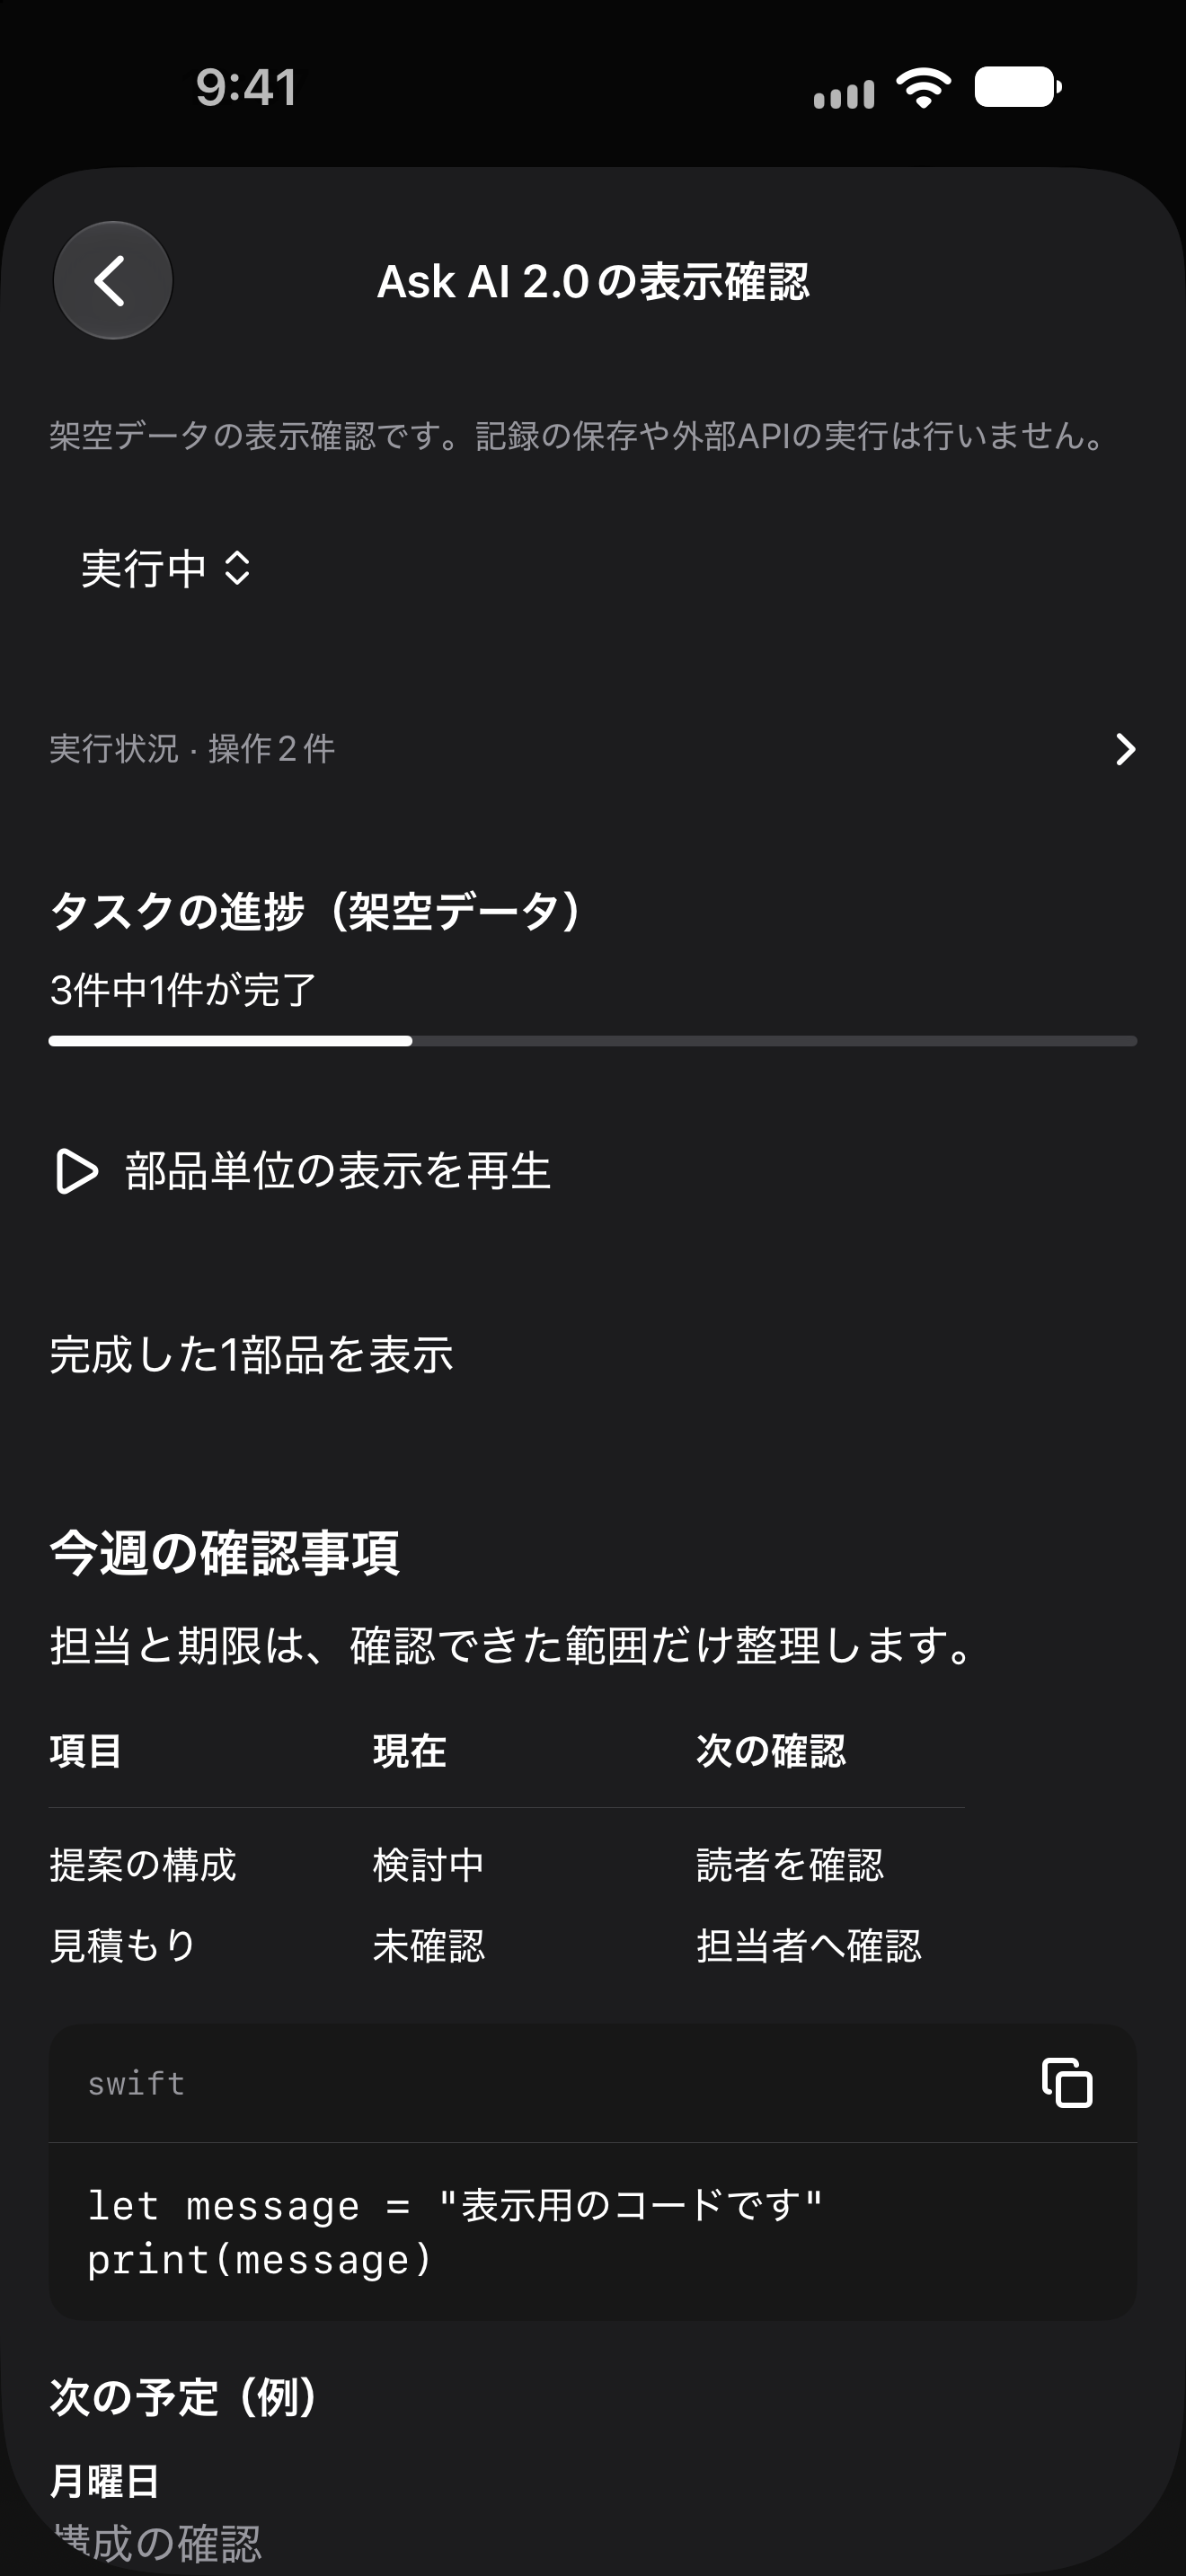 9:41
Ask AI 2.0の表示確認
架空データの表示確認です。記録の保存や外部APIの実行は行いません。
実行中
実行状況 · 操作2件
タスクの進捗（架空データ）
3件中1件が完了
部品単位の表示を再生
完成した1部品を表示
今週の確認事項
担当と期限は、確認できた範囲だけ整理します。
項目 現在 次の確認
提案の構成 検討中 読者を確認
見積もり 未確認 担当者へ確認
swift
let message = "表示用のコードです"
print(message)
次の予定（例）
月曜日
構成の確認